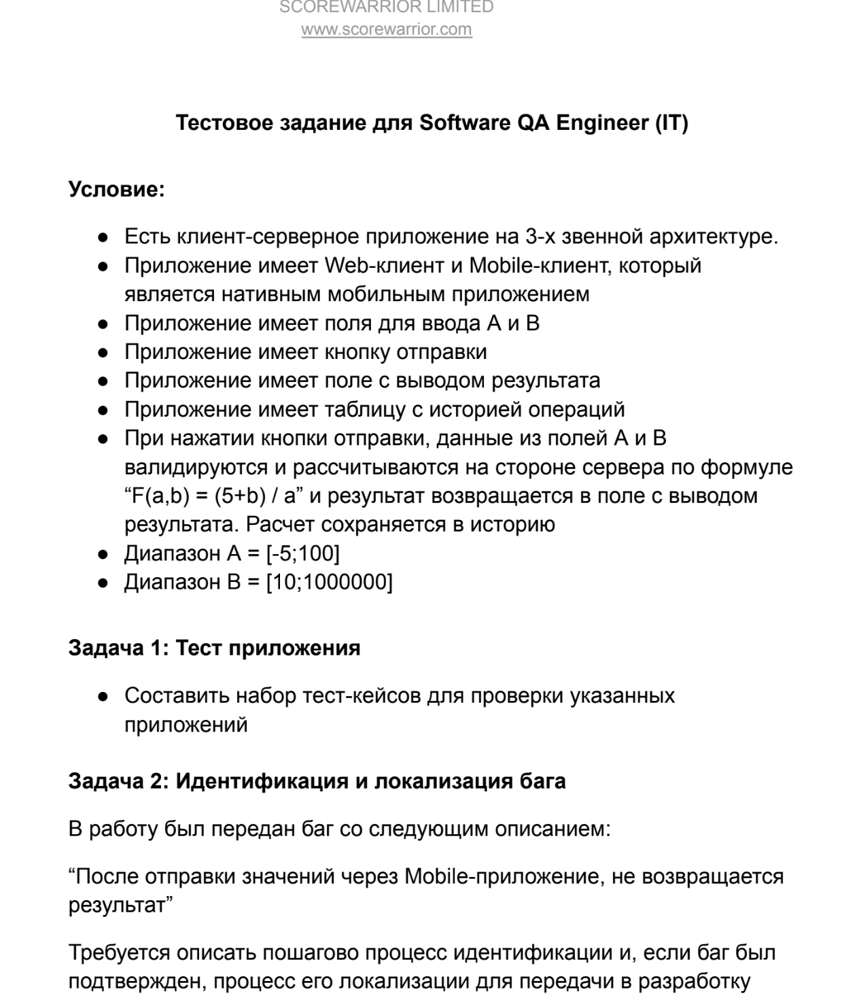 SCOREWARRIOR LIMITED
www.scorewarrior.com
Тестовое задание для Software QA Engineer (IT)
Условие:
● Есть клиент-серверное приложение на 3-х звенной архитектуре.
● Приложение имеет Web-клиент и Mobile-клиент, который
является нативным мобильным приложением
● Приложение имеет поля для ввода А и В
● Приложение имеет кнопку отправки
● Приложение имеет поле с выводом результата
● Приложение имеет таблицу с историей операций
● При нажатии кнопки отправки, данные из полей А и В
валидируются и рассчитываются на стороне сервера по формуле
“F(a,b) = (5+b) / a” и результат возвращается в поле с выводом
результата. Расчет сохраняется в историю
● Диапазон А = [-5;100]
● Диапазон В = [10;1000000]
Задача 1: Тест приложения
● Составить набор тест-кейсов для проверки указанных
приложений
Задача 2: Идентификация и локализация бага
В работу был передан баг со следующим описанием:
“После отправки значений через Mobile-приложение, не возвращается
результат”
Требуется описать пошагово процесс идентификации и, если баг был
подтвержден, процесс его локализации для передачи в разработку